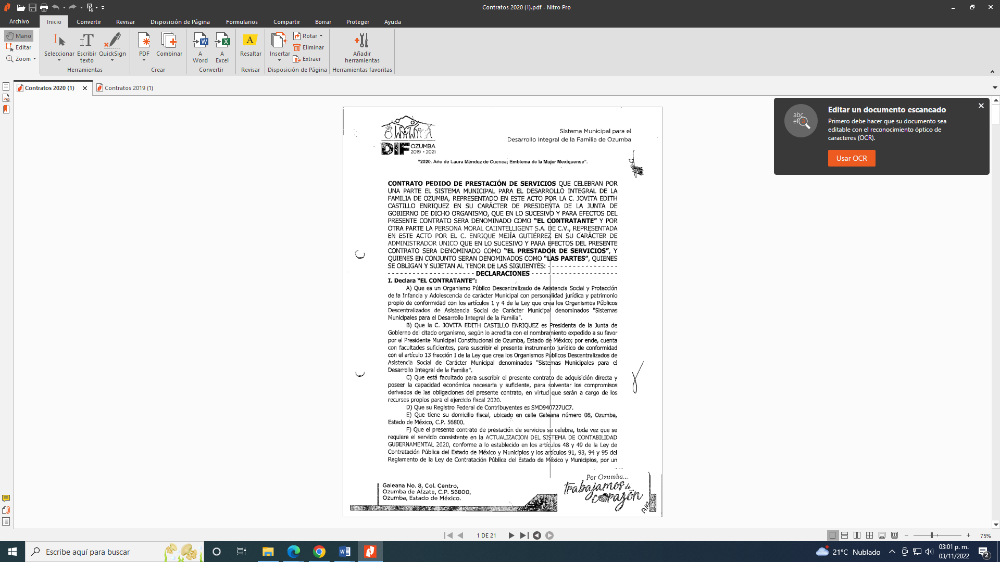 Contratos 2020 (1).pdf - Nitro Pro
Archivo
Inicio
Convertir
Revisar
Disposición de Página
Formularios
Compartir
Borrar
Proteger
Ayuda
Mano
Editar
Zoom
Seleccionar
Escribir texto
QuickSign
Herramientas
PDF
Combinar
Crear
A Word
A Excel
Convertir
A
Resaltar
Revisar
Insertar
Rotar
Eliminar
Extraer
Disposición de Página
Añadir herramientas
Herramientas favoritas
Contratos 2020 (1)
Contratos 2019 (1)
abc
efa
Editar un documento escaneado
Primero debe hacer que su documento sea
editable con el reconocimiento óptico de
caracteres (OCR).
Usar OCR
DIF OZUMBA
2019 - 2021
Sistema Municipal para el
Desarrollo Integral de la Familia de Ozumba
"2020. Año de Laura Méndez de Cuenca; Emblema de la Mujer Mexiquense".
CONTRATO PEDIDO DE PRESTACIÓN DE SERVICIOS QUE CELEBRAN POR
UNA PARTE EL SISTEMA MUNICIPAL PARA EL DESARROLLO INTEGRAL DE LA
FAMILIA DE OZUMBA, REPRESENTADO EN ESTE ACTO POR LA C. JOVITA EDITH
CASTILLO ENRIQUEZ EN SU CARÁCTER DE PRESIDENTA DE LA JUNTA DE
GOBIERNO DE DICHO ORGANISMO, QUE EN LO SUCESIVO Y PARA EFECTOS DEL
PRESENTE CONTRATO SERA DENOMINADO COMO "EL CONTRATANTE" Y POR
OTRA PARTE LA PERSONA MORAL CAIINTELLIGENT S.A. DE C.V., REPRESENTADA
EN ESTE ACTO POR EL C. ENRIQUE MEJÍA GUTIÉRREZ EN SU CARÁCTER DE
ADMINISTRADOR UNICO QUE EN LO SUCESIVO Y PARA EFECTOS DEL PRESENTE
CONTRATO SERA DENOMINADO COMO "EL PRESTADOR DE SERVICIOS", Y
QUIENES EN CONJUNTO SERAN DENOMINADOS COMO "LAS PARTES", QUIENES
SE OBLIGAN Y SUJETAN AL TENOR DE LAS SIGUIENTES: - - - - - - - - - - - - - - - - -
- - - - - - - - - - - - - - - - - - - - - DECLARACIONES - - - - - - - - - - - - - - - - - - - - -
I. Declara "EL CONTRATANTE":
A) Que es un Organismo Público Descentralizado de Asistencia Social y Protección
de la Infancia y Adolescencia de carácter Municipal con personalidad jurídica y patrimonio
propio de conformidad con los artículos 1 y 4 de la Ley que crea los Organismos Públicos
Descentralizados de Asistencia Social de Carácter Municipal denominados "Sistemas
Municipales para el Desarrollo Integral de la Familia".
B) Que la C. JOVITA EDITH CASTILLO ENRIQUEZ es Presidenta de la Junta de
Gobierno del citado organismo, según lo acredita con el nombramiento expedido a su favor
por el Presidente Municipal Constitucional de Ozumba, Estado de México; por ende, cuenta
con facultades suficientes, para suscribir el presente instrumento jurídico de conformidad
con el artículo 13 fracción I de la Ley que crea los Organismos Públicos Descentralizados de
Asistencia Social de Carácter Municipal denominados "Sistemas Municipales para el
Desarrollo Integral de la Familia".
C) Que está facultado para suscribir el presente contrato de adquisición directa y
poseer la capacidad económica necesaria y suficiente, para solventar los compromisos
derivados de las obligaciones del presente contrato, en virtud que serán a cargo de los
recursos propios para el ejercicio fiscal 2020.
D) Que su Registro Federal de Contribuyentes es SMD940727UC7.
E) Que tiene su domicilio fiscal, ubicado en calle Galeana número 08, Ozumba,
Estado de México, C.P. 56800.
F) Que el presente contrato de prestación de servicios se celebra, toda vez que se
requiere el servicio consistente en la ACTUALIZACION DEL SISTEMA DE CONTABILIDAD
GUBERNAMENTAL 2020, conforme a lo establecido en los artículos 48 y 49 de la Ley de
Contratación Pública del Estado de México y Municipios y los artículos 91, 93, 94 y 95 del
Reglamento de la Ley de Contratación Pública del Estado de México y Municipios, por un
Galeana No. 8, Col. Centro,
Ozumba de Alzate, C.P. 56800,
Ozumba, Estado de México.
Por Ozumba...
trabajamos de
corazón
1 DE 21
75%
Escribe aquí para buscar
21°C Nublado
03:01 p. m.
03/11/2022
2